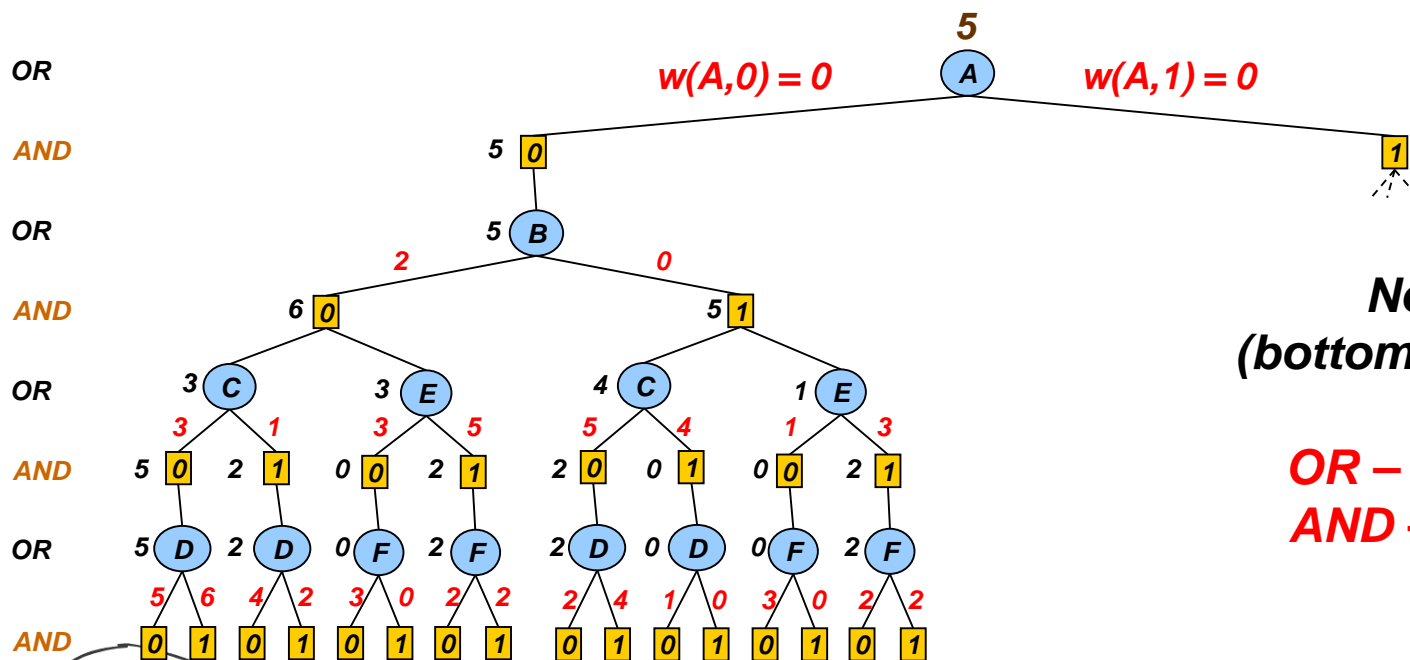 5
OR w(A,0) = 0 A w(A,1) = 0
AND 5 0 1
OR 5 B
2 0
AND 6 0 5 1
(bottom
OR 3 C 3 E 4 C 1 E
3 1 3 5 5 4 1 3
AND 5 0 2 1 0 0 2 1 2 0 0 1 0 0 2 1
OR –
AND
OR 5 D 2 D 0 F 2 F 2 D 0 D 0 F 2 F
5 6 4 2 3 0 2 2 2 4 1 0 3 0 2 2
AND 0 1 0 1 0 1 0 1 0 1 0 1 0 1 0 1